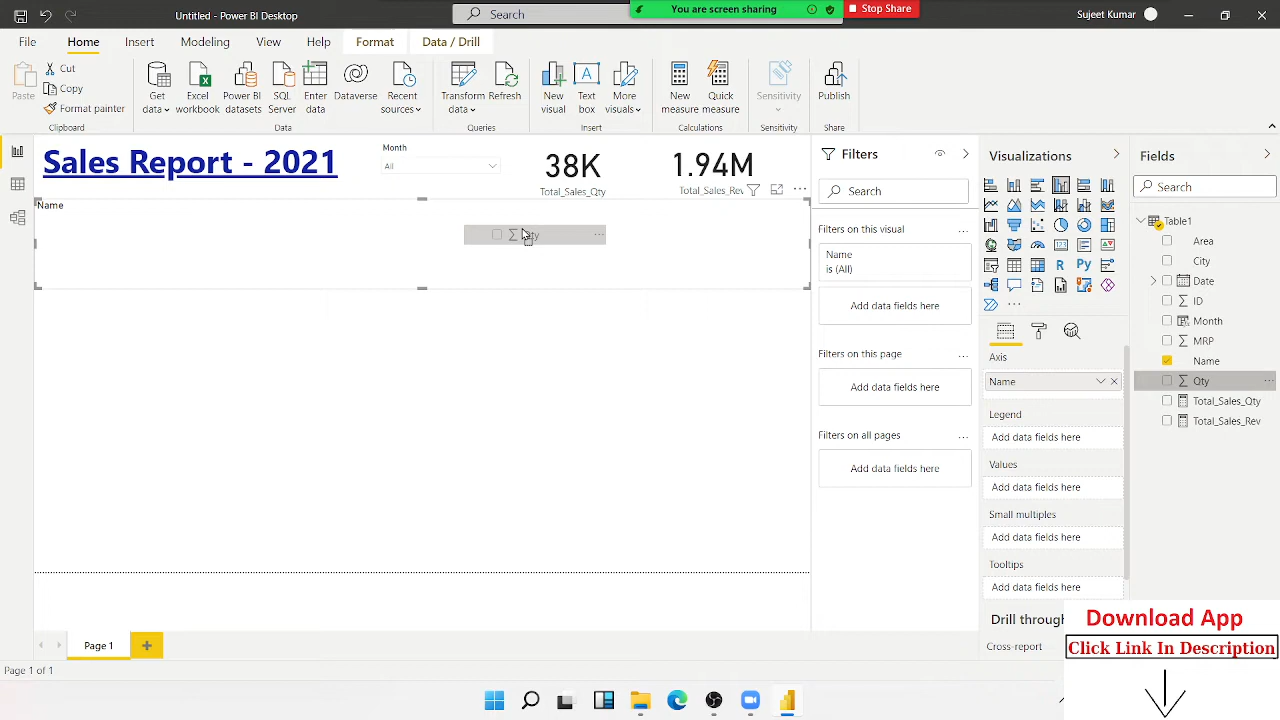 Untitled - Power BI Desktop
Search
You are screen sharing
Stop Share
Sujeet Kumar
File
Home
Insert
Modeling
View
Help
Format
Data / Drill
Paste
Cut
Copy
Format painter
Clipboard
Get data
Excel workbook
Power BI datasets
SQL Server
Enter data
Dataverse
Recent sources
Data
Transform data
Refresh
Queries
New visual
Text box
More visuals
Insert
New measure
Quick measure
Calculations
Sensitivity
Sensitivity
Publish
Share
Sales Report - 2021
Month
All
38K
Total_Sales_Qty
1.94M
Total_Sales_Rev
Name
Σ Qty
Filters
Search
Filters on this visual
Name
is (All)
Add data fields here
Filters on this page
Add data fields here
Filters on all pages
Add data fields here
Visualizations
R
Py
Axis
Name
Legend
Add data fields here
Values
Add data fields here
Small multiples
Add data fields here
Tooltips
Add data fields here
Drill through
Cross-report
Fields
Search
Table1
Area
City
Date
Σ ID
Month
Σ MRP
Name
Σ Qty
Total_Sales_Qty
Total_Sales_Rev
Download App
Click Link In Description
Page 1
Page 1 of 1